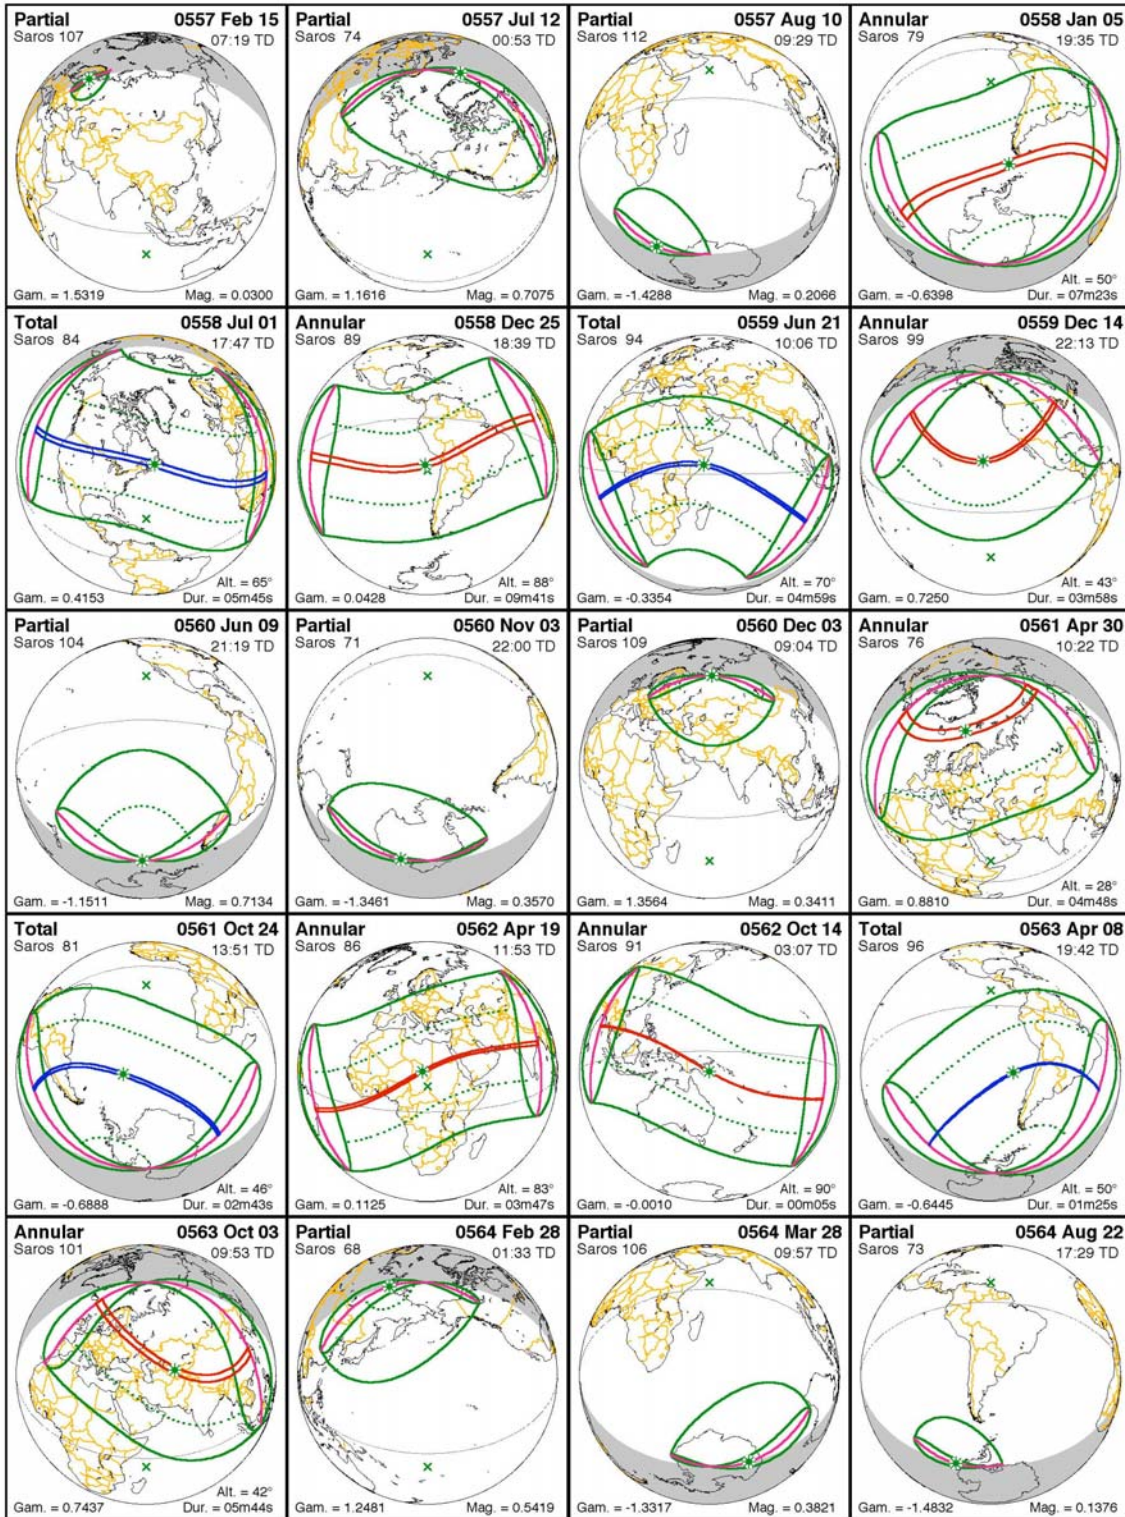 Partial 0557 Feb 15
Saros 107 07:19 TD
Gam. = 1.5319 Mag. = 0.0300
Partial 0557 Jul 12
Saros 74 00:53 TD
Gam. = 1.1616 Mag. = 0.7075
Partial 0557 Aug 10
Saros 112 09:29 TD
Gam. = -1.4288 Mag. = 0.2066
Annular 0558 Jan 05
Saros 79 19:35 TD
Alt. = 50°
Gam. = -0.6398 Dur. = 07m23s
Total 0558 Jul 01
Saros 84 17:47 TD
Alt. = 65°
Gam. = 0.4153 Dur. = 05m45s
Annular 0558 Dec 25
Saros 89 18:39 TD
Alt. = 88°
Gam. = 0.0428 Dur. = 09m41s
Total 0559 Jun 21
Saros 94 10:06 TD
Alt. = 70°
Gam. = -0.3354 Dur. = 04m59s
Annular 0559 Dec 14
Saros 99 22:13 TD
Alt. = 43°
Gam. = 0.7250 Dur. = 03m58s
Partial 0560 Jun 09
Saros 104 21:19 TD
Gam. = -1.1511 Mag. = 0.7134
Partial 0560 Nov 03
Saros 71 22:00 TD
Gam. = -1.3461 Mag. = 0.3570
Partial 0560 Dec 03
Saros 109 09:04 TD
Gam. = 1.3564 Mag. = 0.3411
Annular 0561 Apr 30
Saros 76 10:22 TD
Alt. = 28°
Gam. = 0.8810 Dur. = 04m48s
Total 0561 Oct 24
Saros 81 13:51 TD
Alt. = 46°
Gam. = -0.6888 Dur. = 02m43s
Annular 0562 Apr 19
Saros 86 11:53 TD
Alt. = 83°
Gam. = 0.1125 Dur. = 03m47s
Annular 0562 Oct 14
Saros 91 03:07 TD
Alt. = 90°
Gam. = -0.0010 Dur. = 00m05s
Total 0563 Apr 08
Saros 96 19:42 TD
Alt. = 50°
Gam. = -0.6445 Dur. = 01m25s
Annular 0563 Oct 03
Saros 101 09:53 TD
Alt. = 42°
Gam. = 0.7437 Dur. = 05m44s
Partial 0564 Feb 28
Saros 68 01:33 TD
Gam. = 1.2481 Mag. = 0.5419
Partial 0564 Mar 28
Saros 106 09:57 TD
Gam. = -1.3317 Mag. = 0.3821
Partial 0564 Aug 22
Saros 73 17:29 TD
Gam. = -1.4832 Mag. = 0.1376